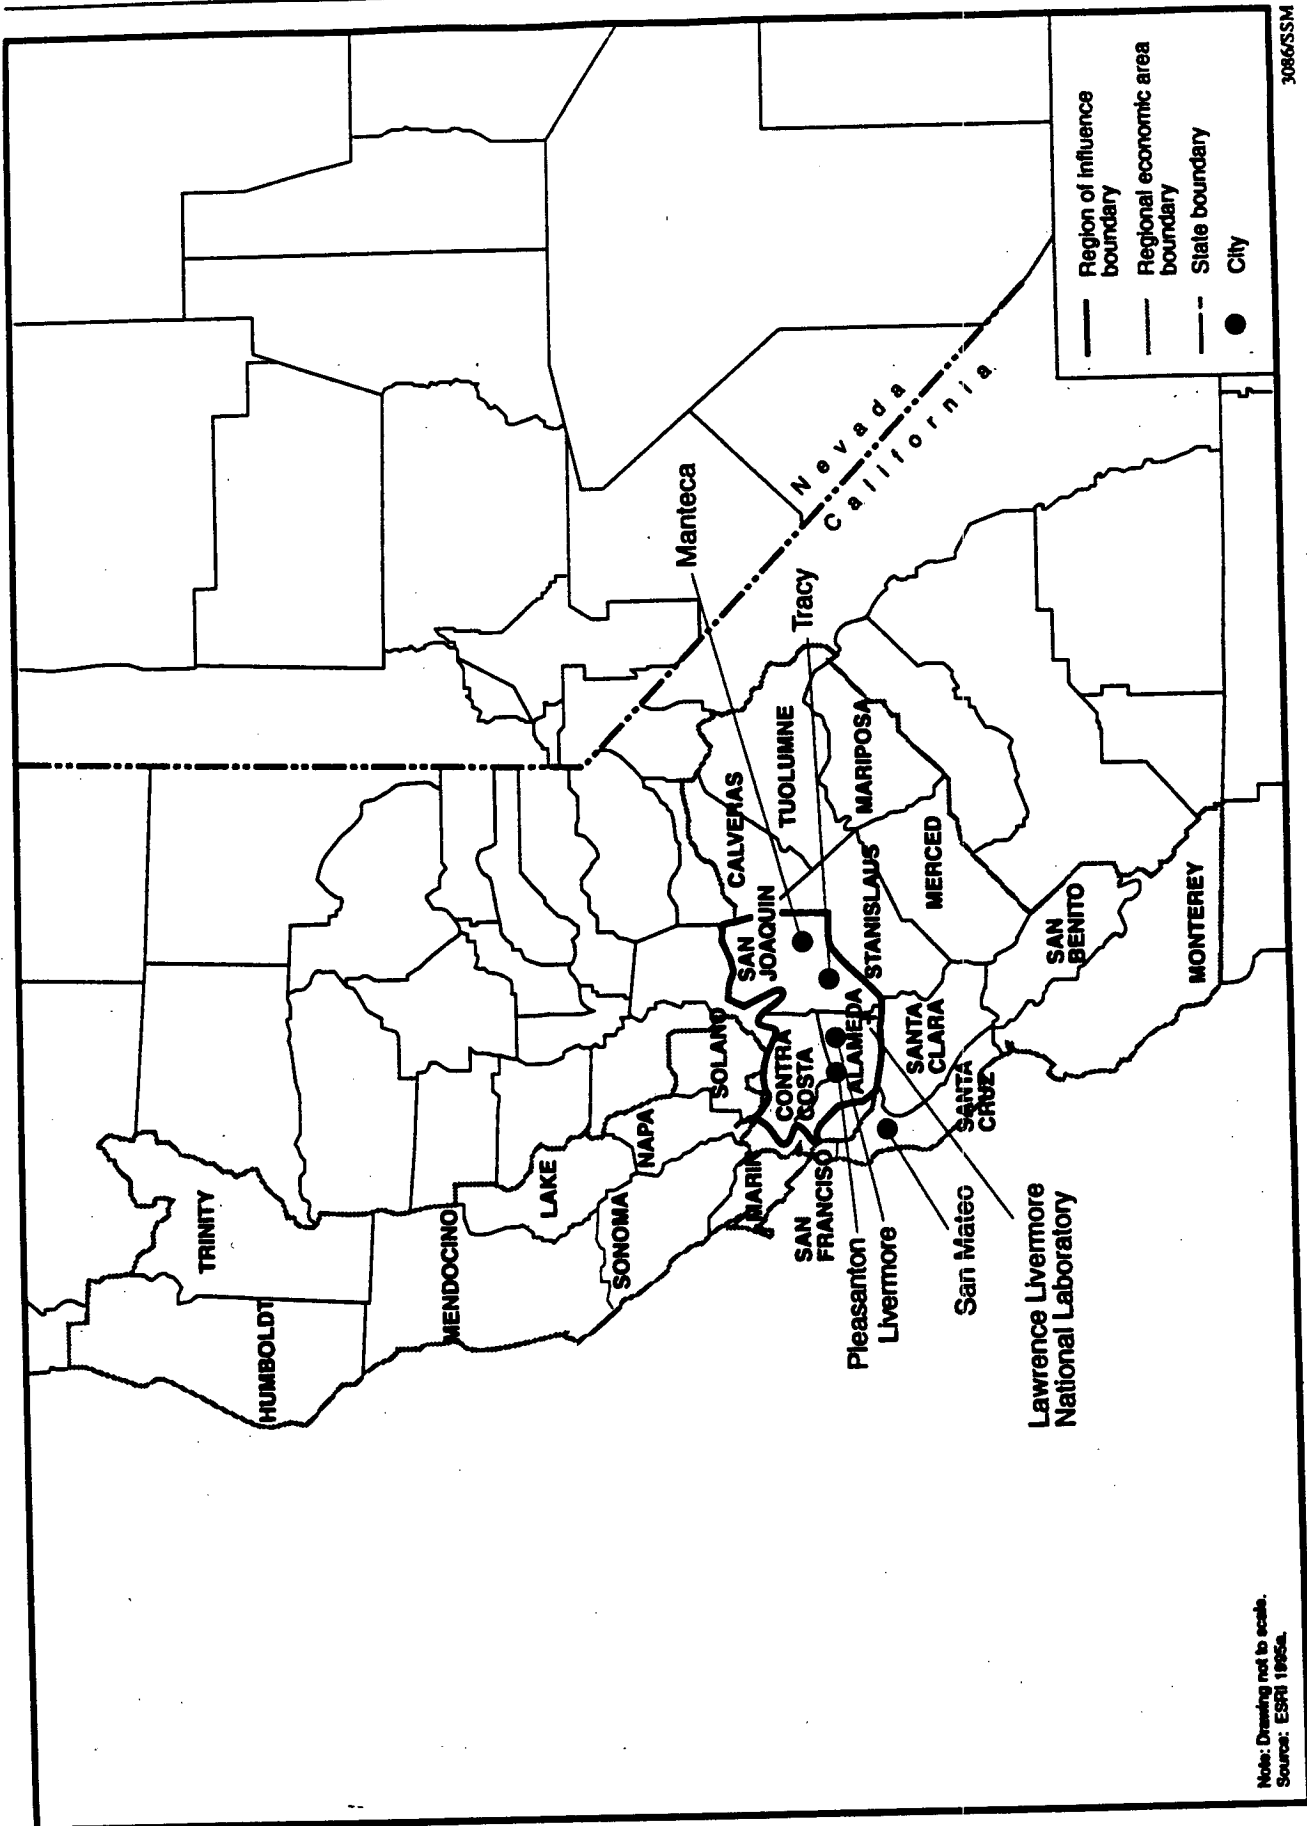 HUMBOLDT
TRINITY
MENDOCINO
LAKE
SONOMA
NAPA
SOLANO
MARIN
CONTRA
COSTA
SAN
FRANCISO
ALAMEDA
SAN
JOAQUIN
CALVERAS
TUOLUMNE
MARIPOSA
STANISLAUS
MERCED
SANTA
CLARA
SANTA
CRUZ
SAN
BENITO
MONTEREY
Manteca
Tracy
Pleasanton
Livermore
San Mateo
Lawrence Livermore
National Laboratory
Nevada
California
Region of influence
boundary
Regional economic area
boundary
State boundary
City
Note: Drawing not to scale.
Source: ESRI 1995a.
3086/SSM